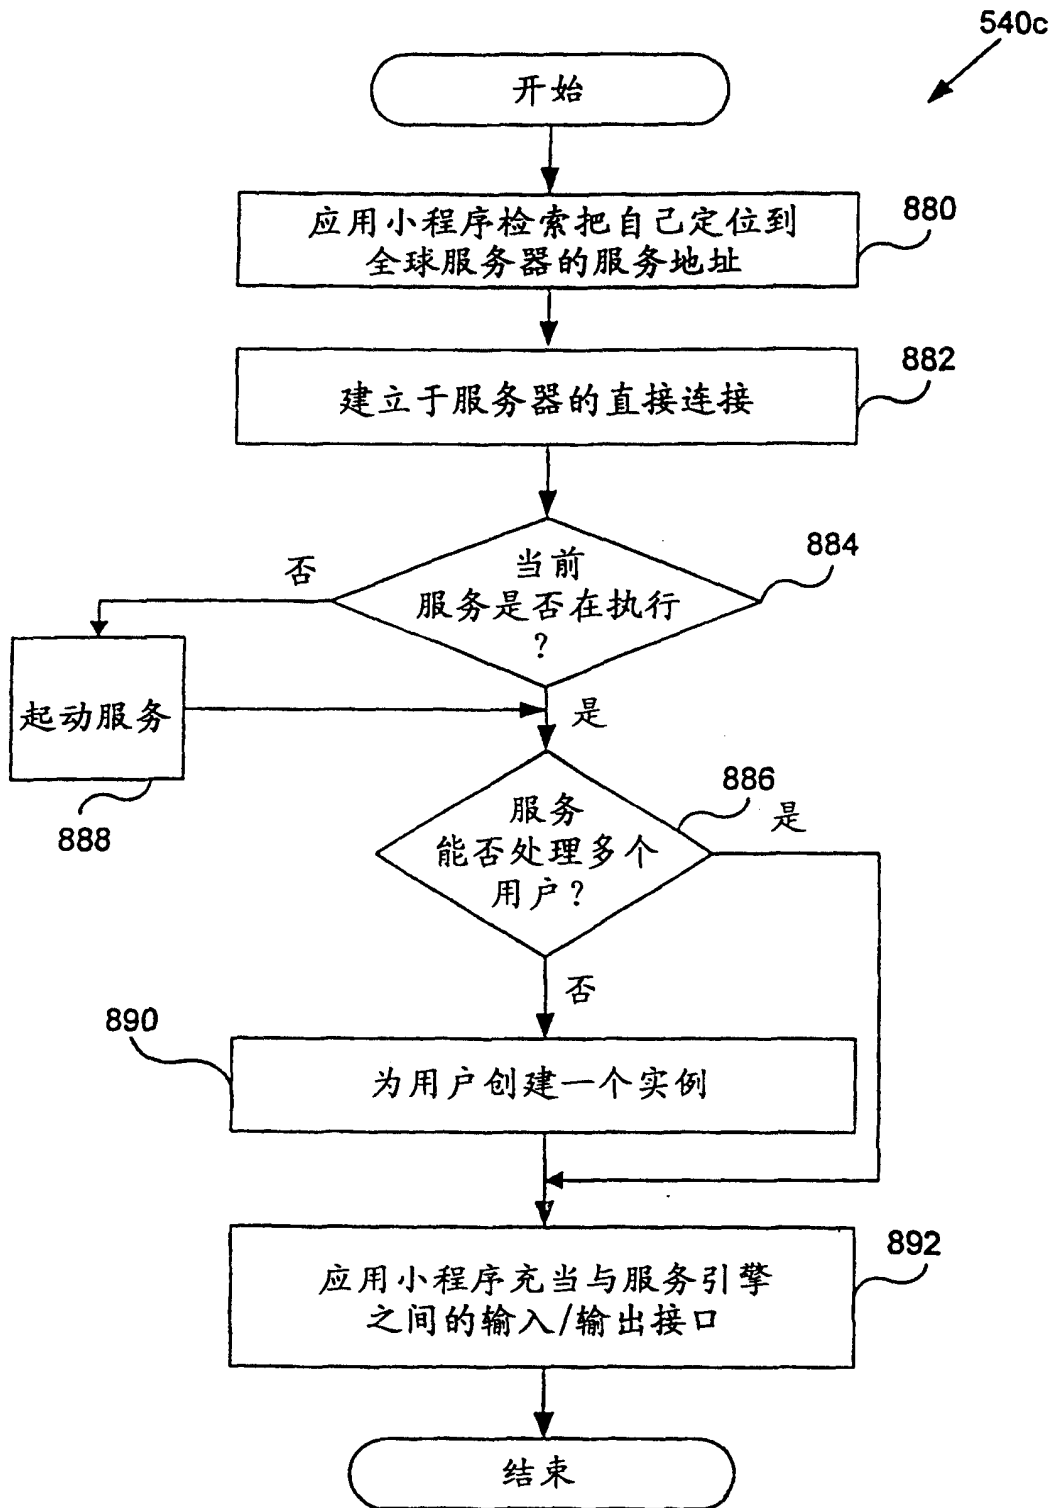 540c
开始
应用小程序检索把自己定位到
全球服务器的服务地址
880
建立于服务器的直接连接
882
当前
服务是否在执行
?
884
否
起动服务
888
是
服务
能否处理多个
用户?
886
是
否
890
为用户创建一个实例
应用小程序充当与服务引擎
之间的输入/输出接口
892
结束